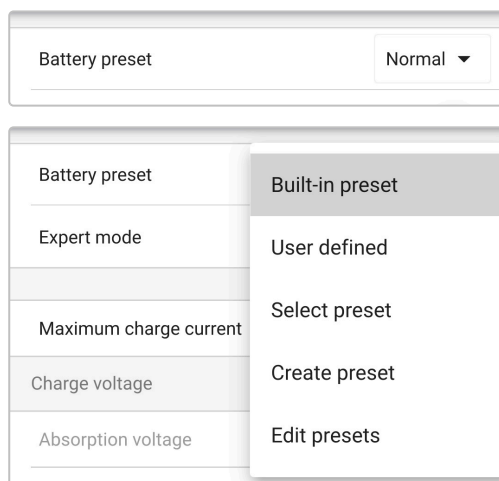 Battery preset Normal
Battery preset
Built-in preset
Expert mode
User defined
Select preset
Maximum charge current
Charge voltage
Create preset
Absorption voltage
Edit presets